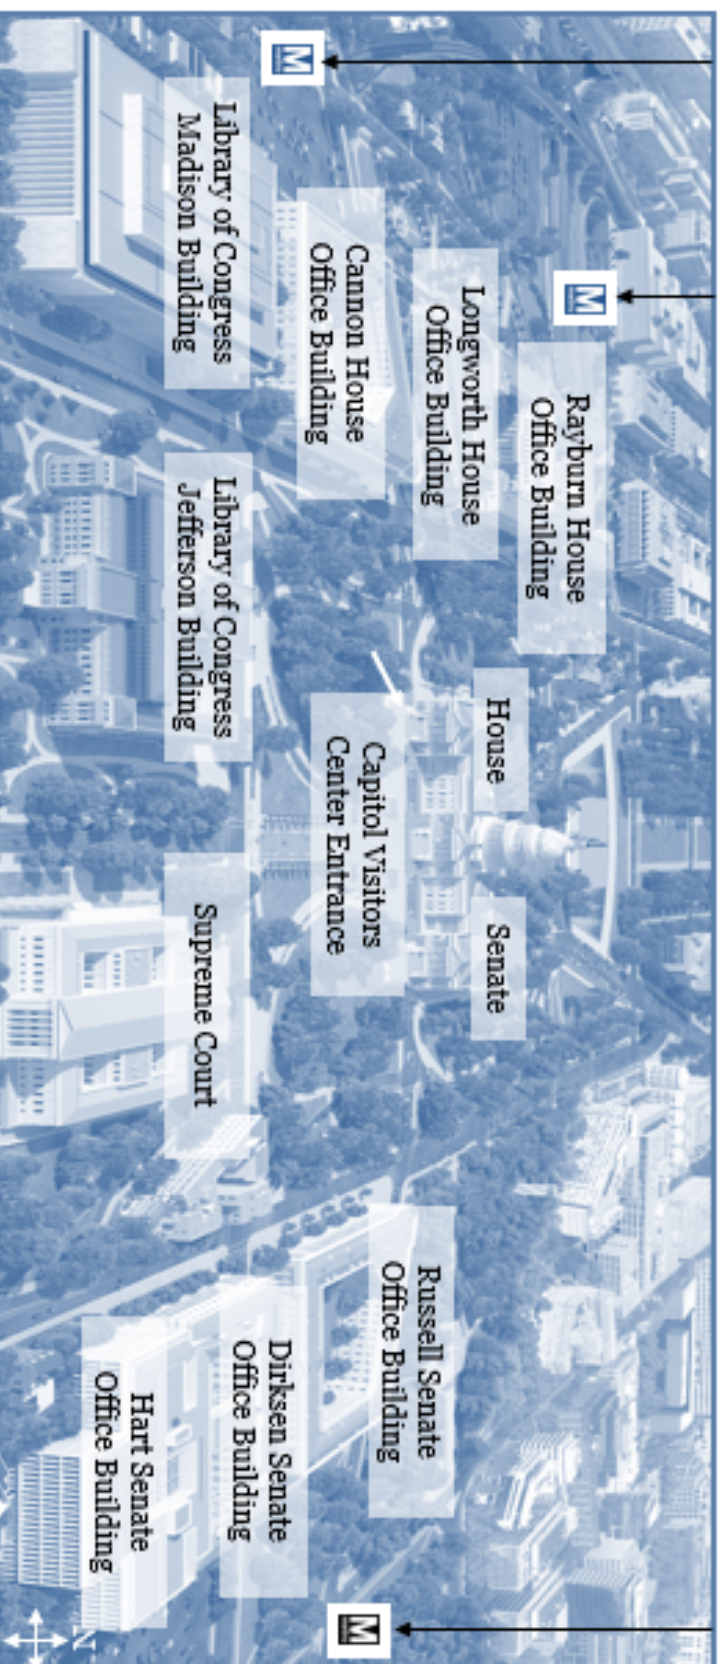 M
M
Rayburn House
Office Building
Longworth House
Office Building
Cannon House
Office Building
Library of Congress
Madison Building
House
Senate
Capitol Visitors
Center Entrance
Library of Congress
Jefferson Building
Supreme Court
Russell Senate
Office Building
Dirksen Senate
Office Building
Hart Senate
Office Building
M
N